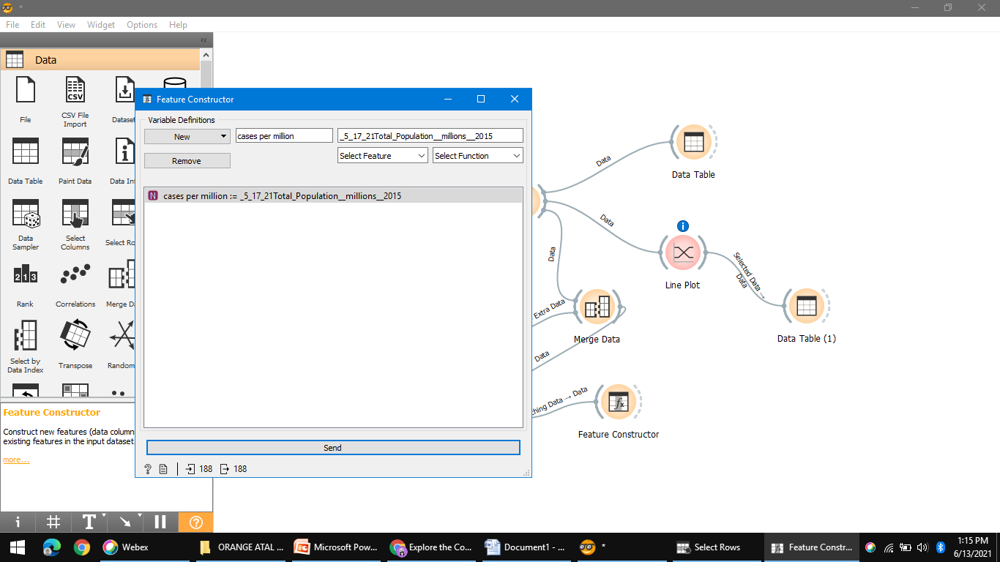 *
File Edit View Widget Options Help
Data
File
CSV File
Import
Dataset
Data Table
Paint Data
Data Inf
Data
Sampler
Select
Columns
Select Ro
Rank
Correlations
Merge Da
Select by
Data Index
Transpose
Random
Feature Constructor
Construct new features (data column
existing features in the input dataset
more...
Feature Constructor
Variable Definitions
New
cases per million
_5_17_21Total_Population__millions__2015
Remove
Select Feature
Select Function
N cases per million := _5_17_21Total_Population__millions__2015
Send
? 188 188
Data
Data Table
Data
Data
Line Plot
Selected Data →
Data
Data Table (1)
Extra Data
Merge Data
Data
ching Data → Data
Feature Constructor
Webex
ORANGE ATAL ...
Microsoft Pow...
Explore the Co...
Document1 - ...
*
Select Rows
Feature Constr...
1:15 PM
6/13/2021